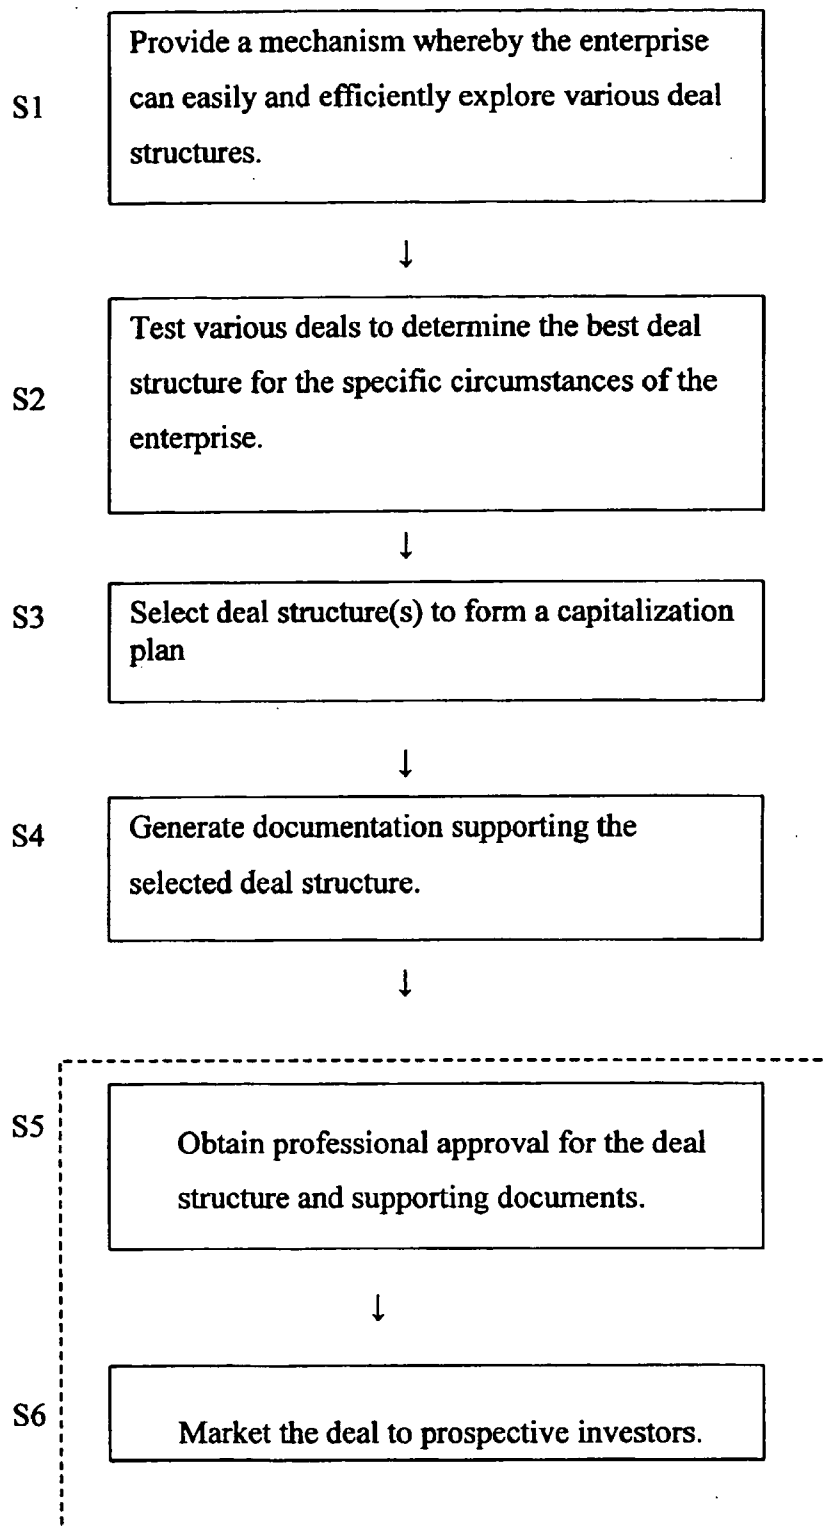 S1
Provide a mechanism whereby the enterprise
can easily and efficiently explore various deal
structures.
↓
S2
Test various deals to determine the best deal
structure for the specific circumstances of the
enterprise.
↓
S3
Select deal structure(s) to form a capitalization
plan
↓
S4
Generate documentation supporting the
selected deal structure.
↓
S5
Obtain professional approval for the deal
structure and supporting documents.
↓
S6
Market the deal to prospective investors.